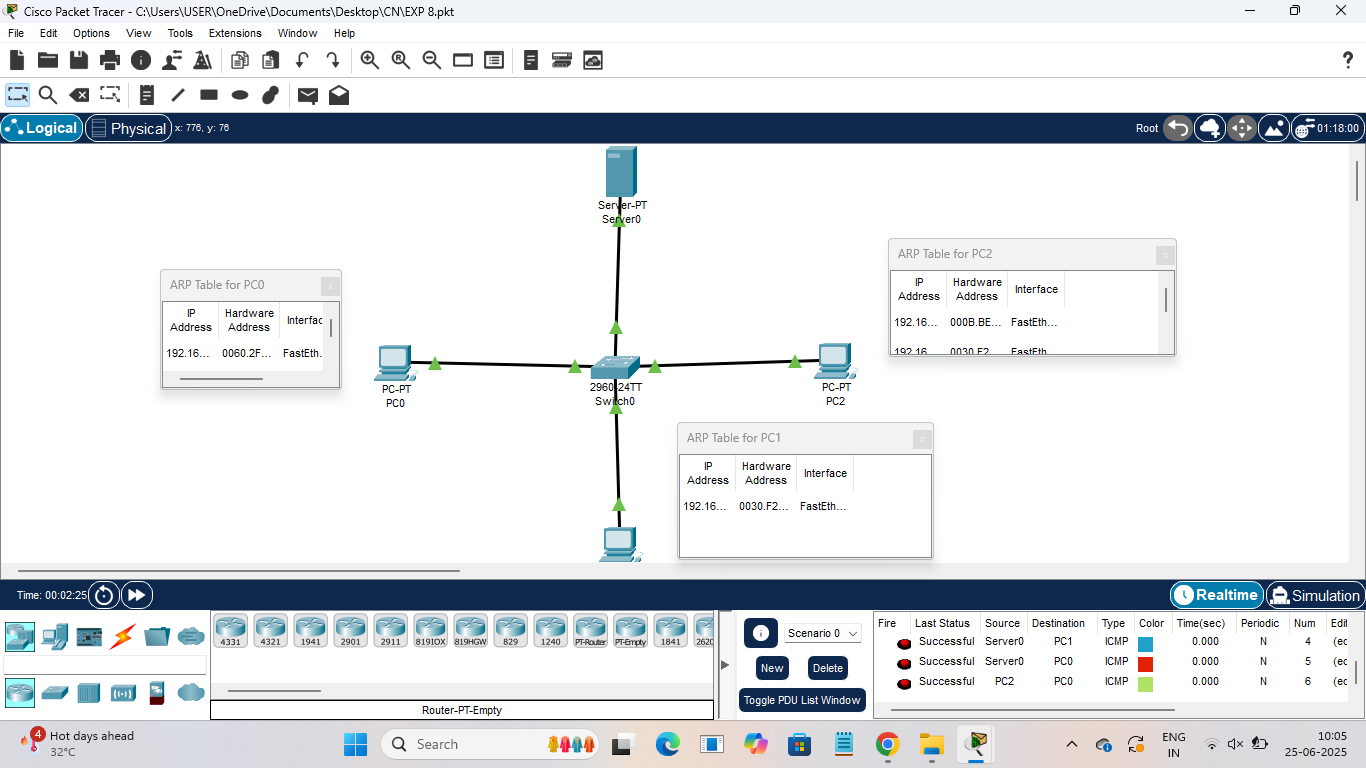 Cisco Packet Tracer - C:\Users\USER\OneDrive\Documents\Desktop\CN\EXP 8.pkt
File Edit Options View Tools Extensions Window Help
Logical Physical x: 776, y: 76 Root 01:18:00
Server-PT
Server0
ARP Table for PC2
IP Address Hardware Address Interface
192.16... 000B.BE... FastEth...
192.16 0030.F2 FastEth
ARP Table for PC0
IP Address Hardware Address Interfac
192.16... 0060.2F... FastEth.
PC-PT
PC0
2960-24TT
Switch0
PC-PT
PC2
ARP Table for PC1
IP Address Hardware Address Interface
192.16... 0030.F2... FastEth...
Time: 00:02:25 Realtime Simulation
4331 4321 1941 2901 2911 819IOX 819HGW 829 1240 PT-Router PT-Empty 1841 2620
Router-PT-Empty
Scenario 0
New Delete
Toggle PDU List Window
Fire Last Status Source Destination Type Color Time(sec) Periodic Num Edit
Successful Server0 PC1 ICMP 0.000 N 4 (ec
Successful Server0 PC0 ICMP 0.000 N 5 (ec
Successful PC2 PC0 ICMP 0.000 N 6 (ec
4 Hot days ahead
32°C
Search
ENG
IN
10:05
25-06-2025